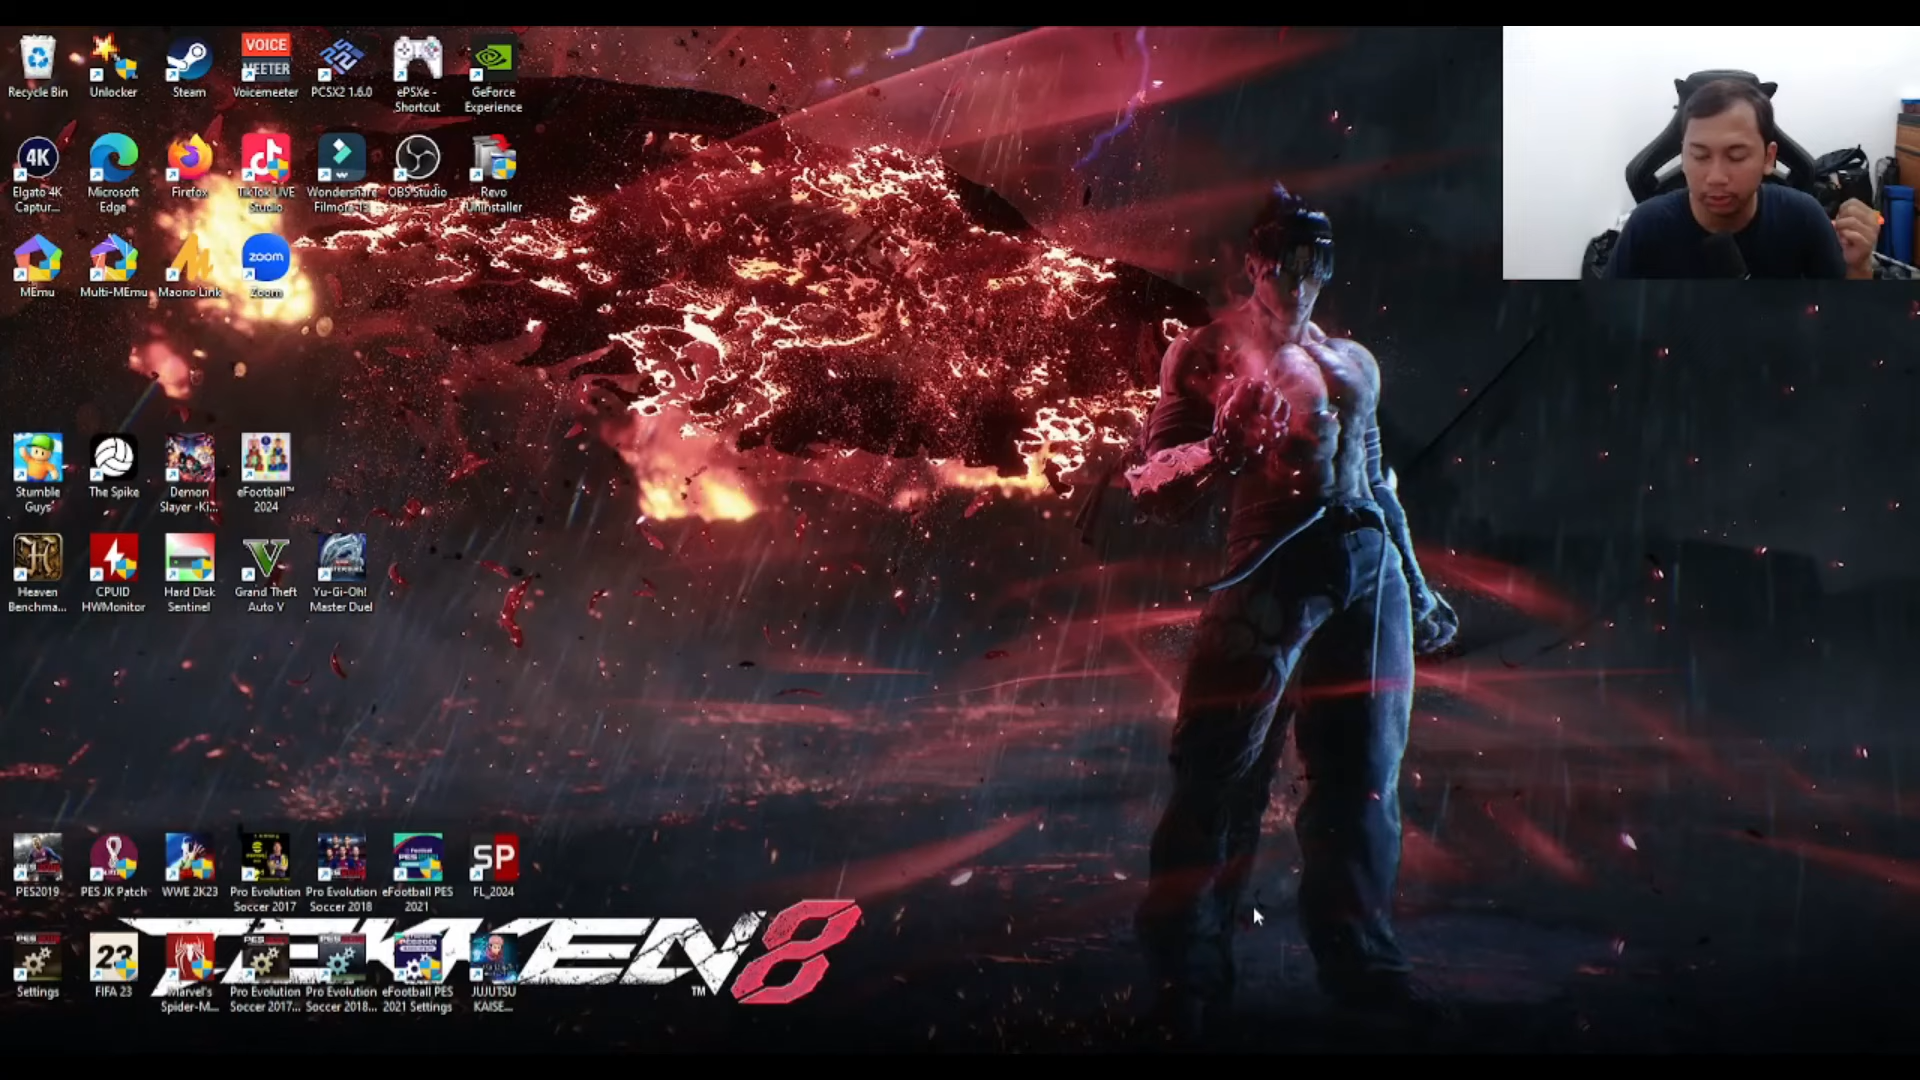 Recycle Bin
Unlocker
Steam
VOICE
MEETER
Voicemeeter
PCSX2 1.6.0
ePSXe -
Shortcut
GeForce
Experience
4K
Elgato 4K
Captur...
Microsoft
Edge
Firefox
TikTok LIVE
Studio
Wondershare
Filmora 13
OBS Studio
Revo
Uninstaller
MEmu
Multi-MEmu
Maono Link
zoom
Zoom
Stumble
Guys
The Spike
Demon
Slayer -Ki...
eFootball™
2024
Heaven
Benchma...
CPUID
HWMonitor
Hard Disk
Sentinel
Grand Theft
Auto V
Yu-Gi-Oh!
Master Duel
PES2019
PES JK Patch
WWE 2K23
Pro Evolution
Soccer 2017
Pro Evolution
Soccer 2018
eFootball PES
2021
SP
FL_2024
TEKKEN 8
TM
Settings
23
FIFA 23
Marvel's
Spider-M...
Pro Evolution
Soccer 2017...
Pro Evolution
Soccer 2018...
eFootball PES
2021 Settings
JUJUTSU
KAISE...